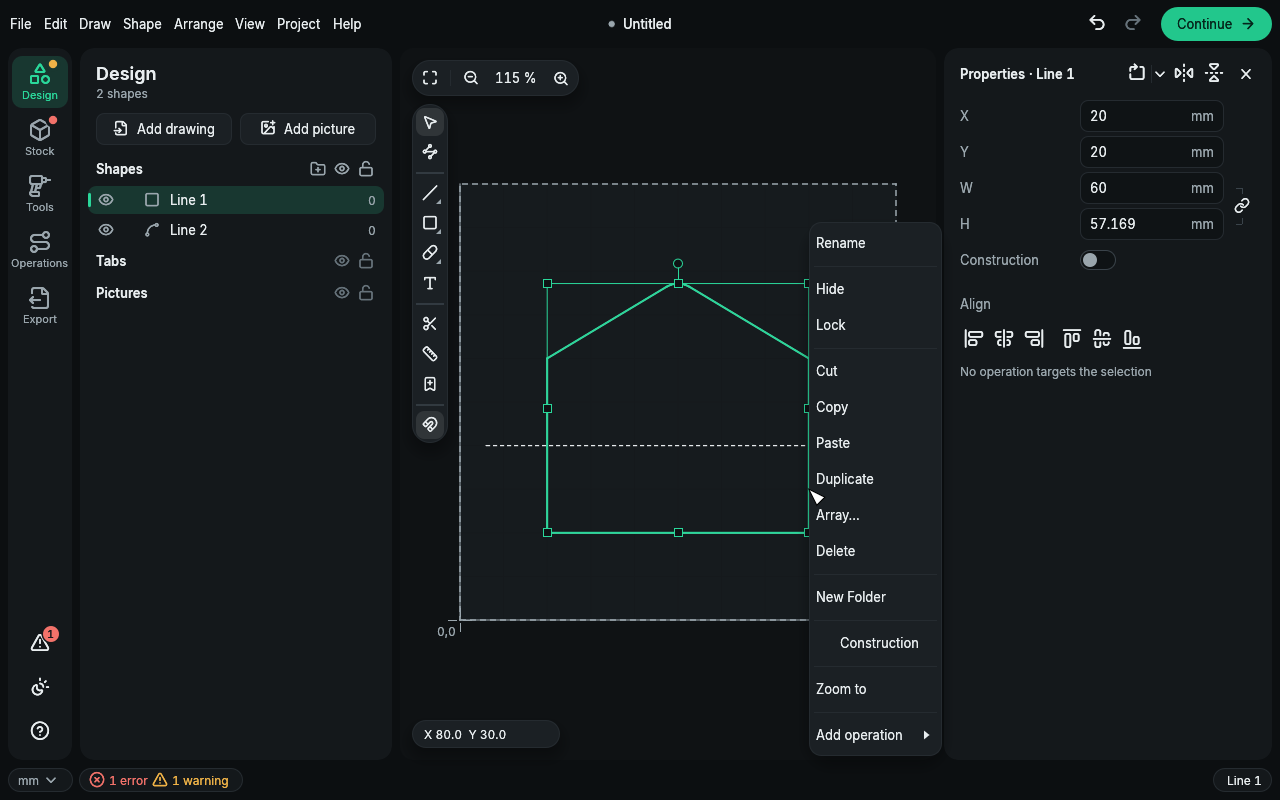 File Edit Draw Shape Arrange View Project Help
Untitled
Continue
Design
Stock
Tools
Operations
Export
1
Design
2 shapes
Add drawing
Add picture
Shapes
Line 1 0
Line 2 0
Tabs
Pictures
115 %
0,0
X 80.0 Y 30.0
Rename
Hide
Lock
Cut
Copy
Paste
Duplicate
Array...
Delete
New Folder
Construction
Zoom to
Add operation
Properties · Line 1
X 20 mm
Y 20 mm
W 60 mm
H 57.169 mm
Construction
Align
No operation targets the selection
mm
1 error
1 warning
Line 1